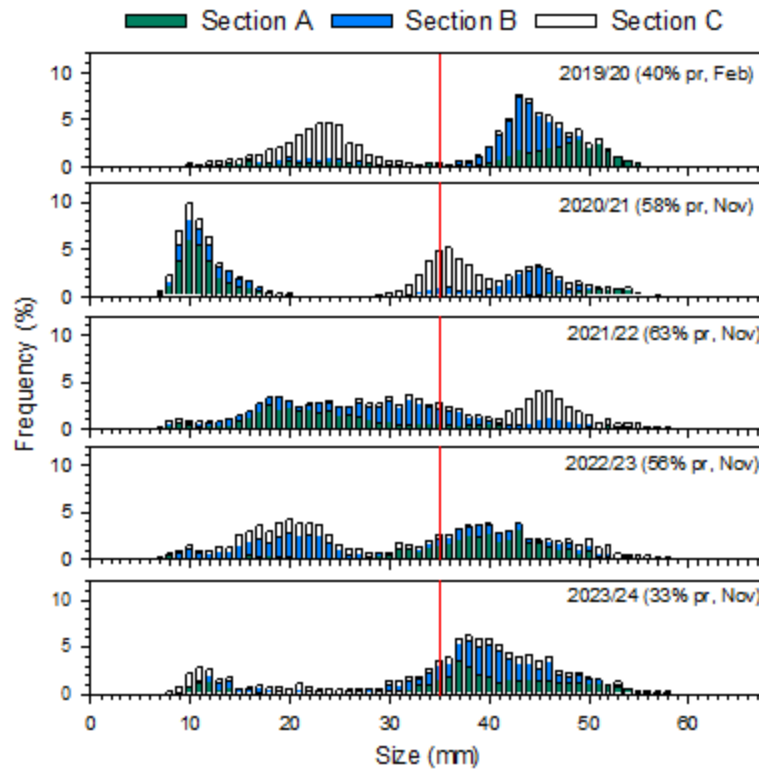 Section A Section B Section C
2019/20 (40% pr, Feb)
10
5
0
2020/21 (58% pr, Nov)
10
5
0
2021/22 (63% pr, Nov)
10
5
0
2022/23 (56% pr, Nov)
10
5
0
2023/24 (33% pr, Nov)
10
5
0
Frequency (%)
0 10 20 30 40 50 60
Size (mm)